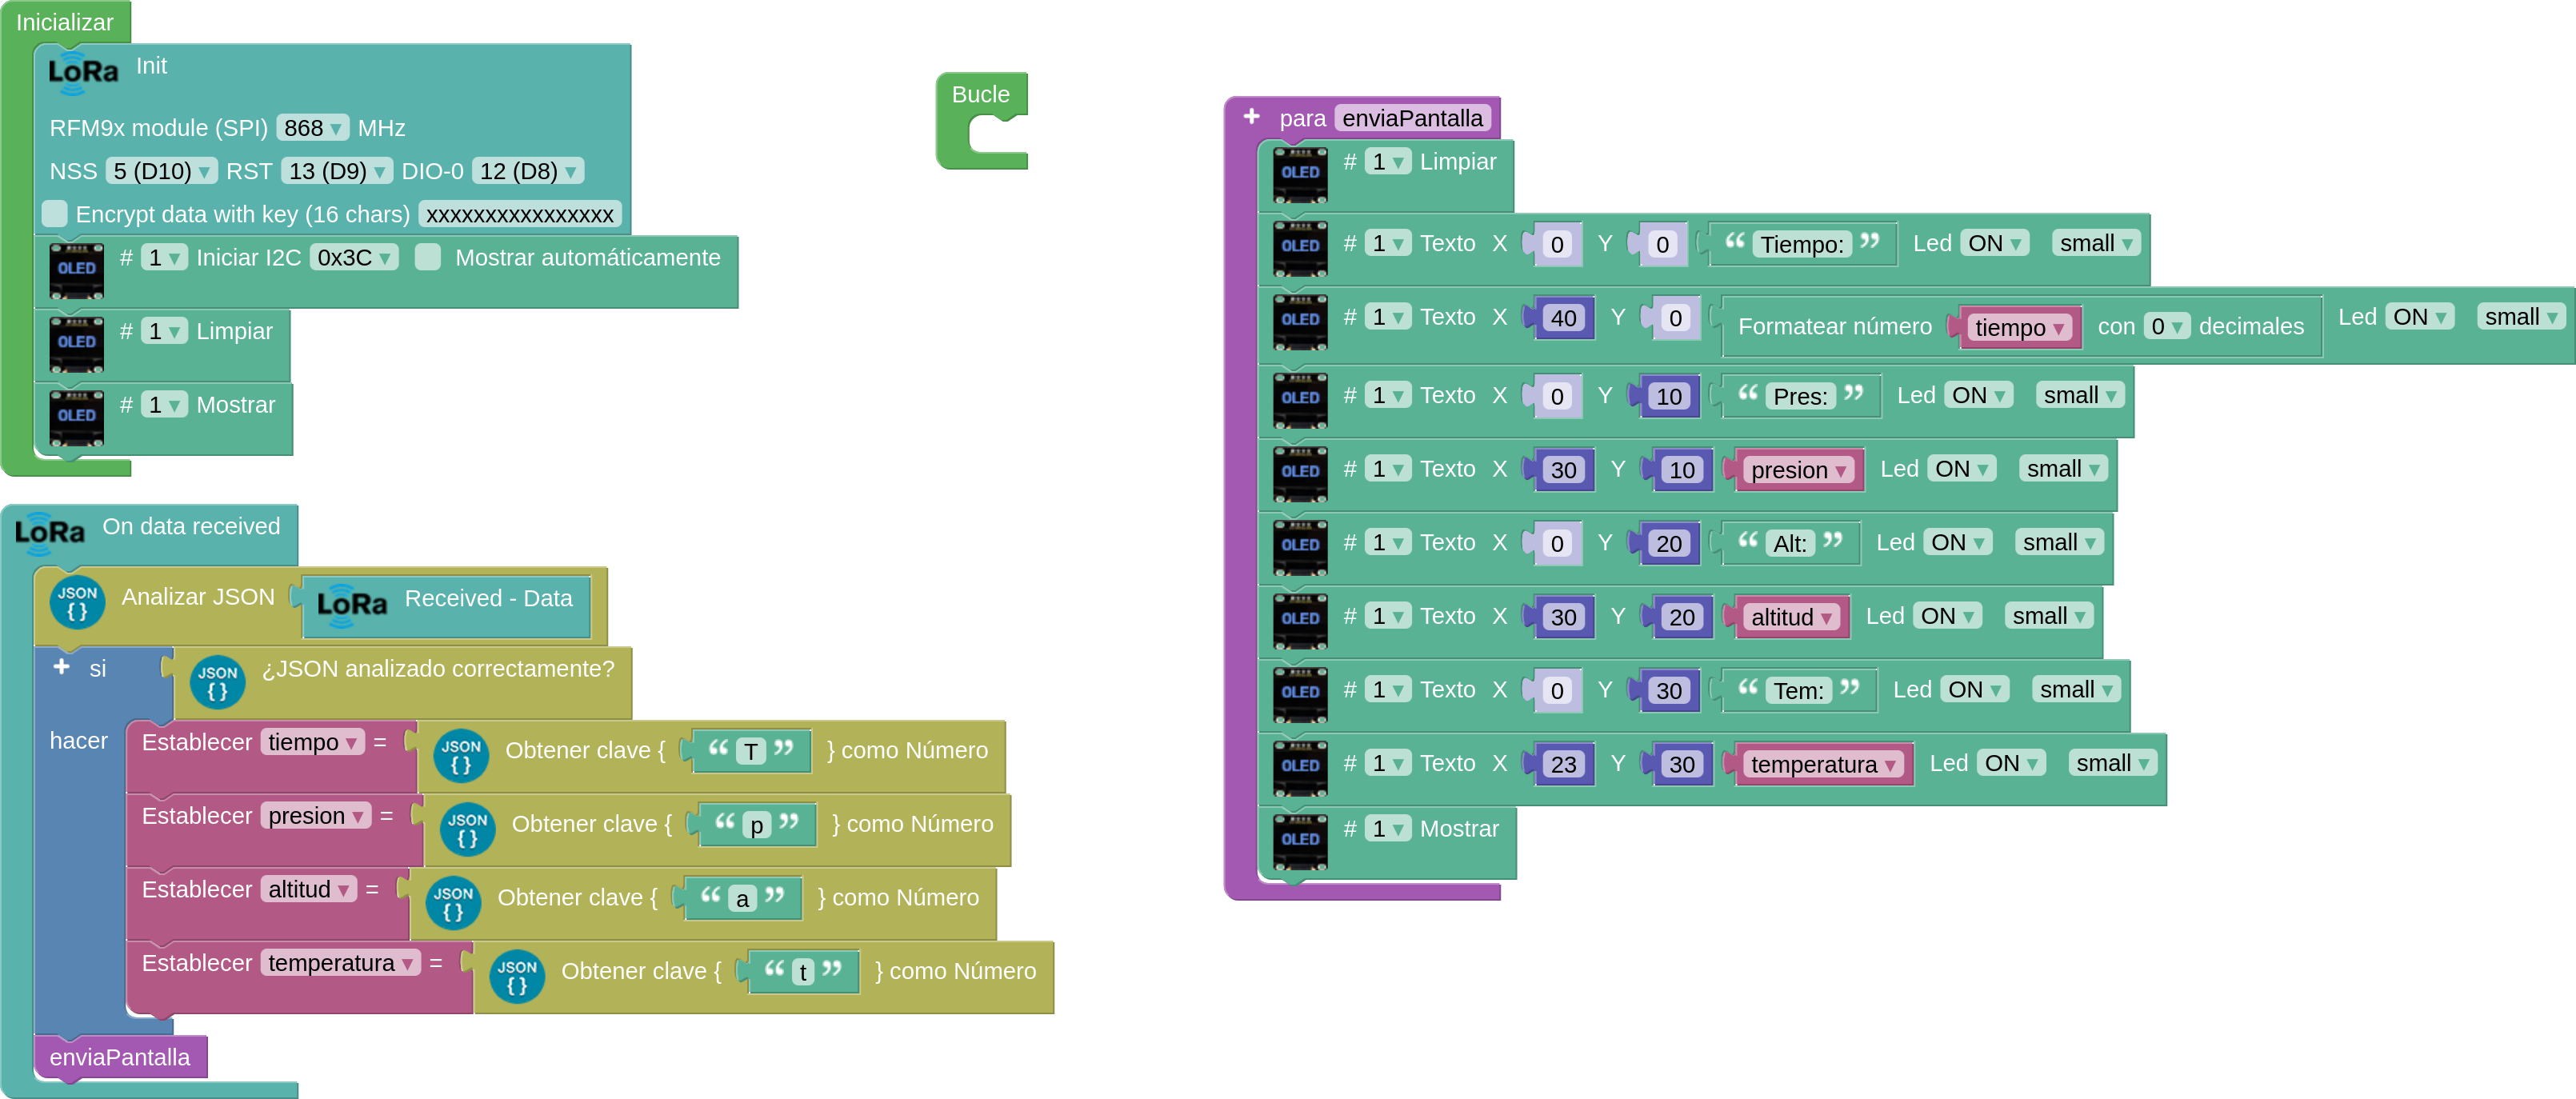 Inicializar
LoRa Init
RFM9x module (SPI) 868 ▾ MHz
NSS 5 (D10) ▾ RST 13 (D9) ▾ DIO-0 12 (D8) ▾
Encrypt data with key (16 chars) xxxxxxxxxxxxxxxx
OLED # 1 ▾ Iniciar I2C 0x3C ▾ Mostrar automáticamente
OLED # 1 ▾ Limpiar
OLED # 1 ▾ Mostrar
LoRa On data received
JSON { } Analizar JSON LoRa Received - Data
+ si JSON { } ¿JSON analizado correctamente?
hacer
Establecer tiempo ▾ = JSON { } Obtener clave { “ T ” } como Número
Establecer presion ▾ = JSON { } Obtener clave { “ p ” } como Número
Establecer altitud ▾ = JSON { } Obtener clave { “ a ” } como Número
Establecer temperatura ▾ = JSON { } Obtener clave { “ t ” } como Número
enviaPantalla
Bucle
+ para enviaPantalla
OLED # 1 ▾ Limpiar
OLED # 1 ▾ Texto X 0 Y 0 “ Tiempo: ” Led ON ▾ small ▾
OLED # 1 ▾ Texto X 40 Y 0 Formatear número tiempo ▾ con 0 ▾ decimales Led ON ▾ small ▾
OLED # 1 ▾ Texto X 0 Y 10 “ Pres: ” Led ON ▾ small ▾
OLED # 1 ▾ Texto X 30 Y 10 presion ▾ Led ON ▾ small ▾
OLED # 1 ▾ Texto X 0 Y 20 “ Alt: ” Led ON ▾ small ▾
OLED # 1 ▾ Texto X 30 Y 20 altitud ▾ Led ON ▾ small ▾
OLED # 1 ▾ Texto X 0 Y 30 “ Tem: ” Led ON ▾ small ▾
OLED # 1 ▾ Texto X 23 Y 30 temperatura ▾ Led ON ▾ small ▾
OLED # 1 ▾ Mostrar